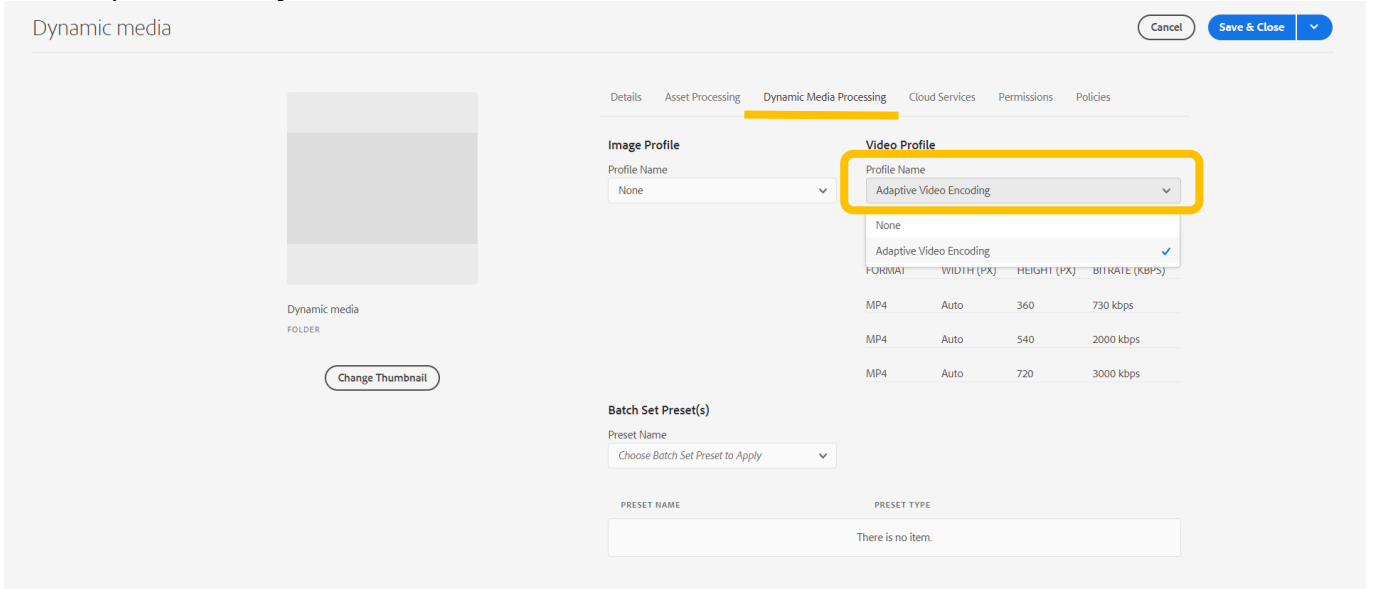 Dynamic media
Cancel
Save & Close
Details Asset Processing Dynamic Media Processing Cloud Services Permissions Policies
Image Profile
Profile Name
None
Video Profile
Profile Name
Adaptive Video Encoding
None
Adaptive Video Encoding
FORMAT WIDTH (PX) HEIGHT (PX) BITRATE (KBPS)
MP4 Auto 360 730 kbps
MP4 Auto 540 2000 kbps
MP4 Auto 720 3000 kbps
Dynamic media
FOLDER
Change Thumbnail
Batch Set Preset(s)
Preset Name
Choose Batch Set Preset to Apply
PRESET NAME PRESET TYPE
There is no item.